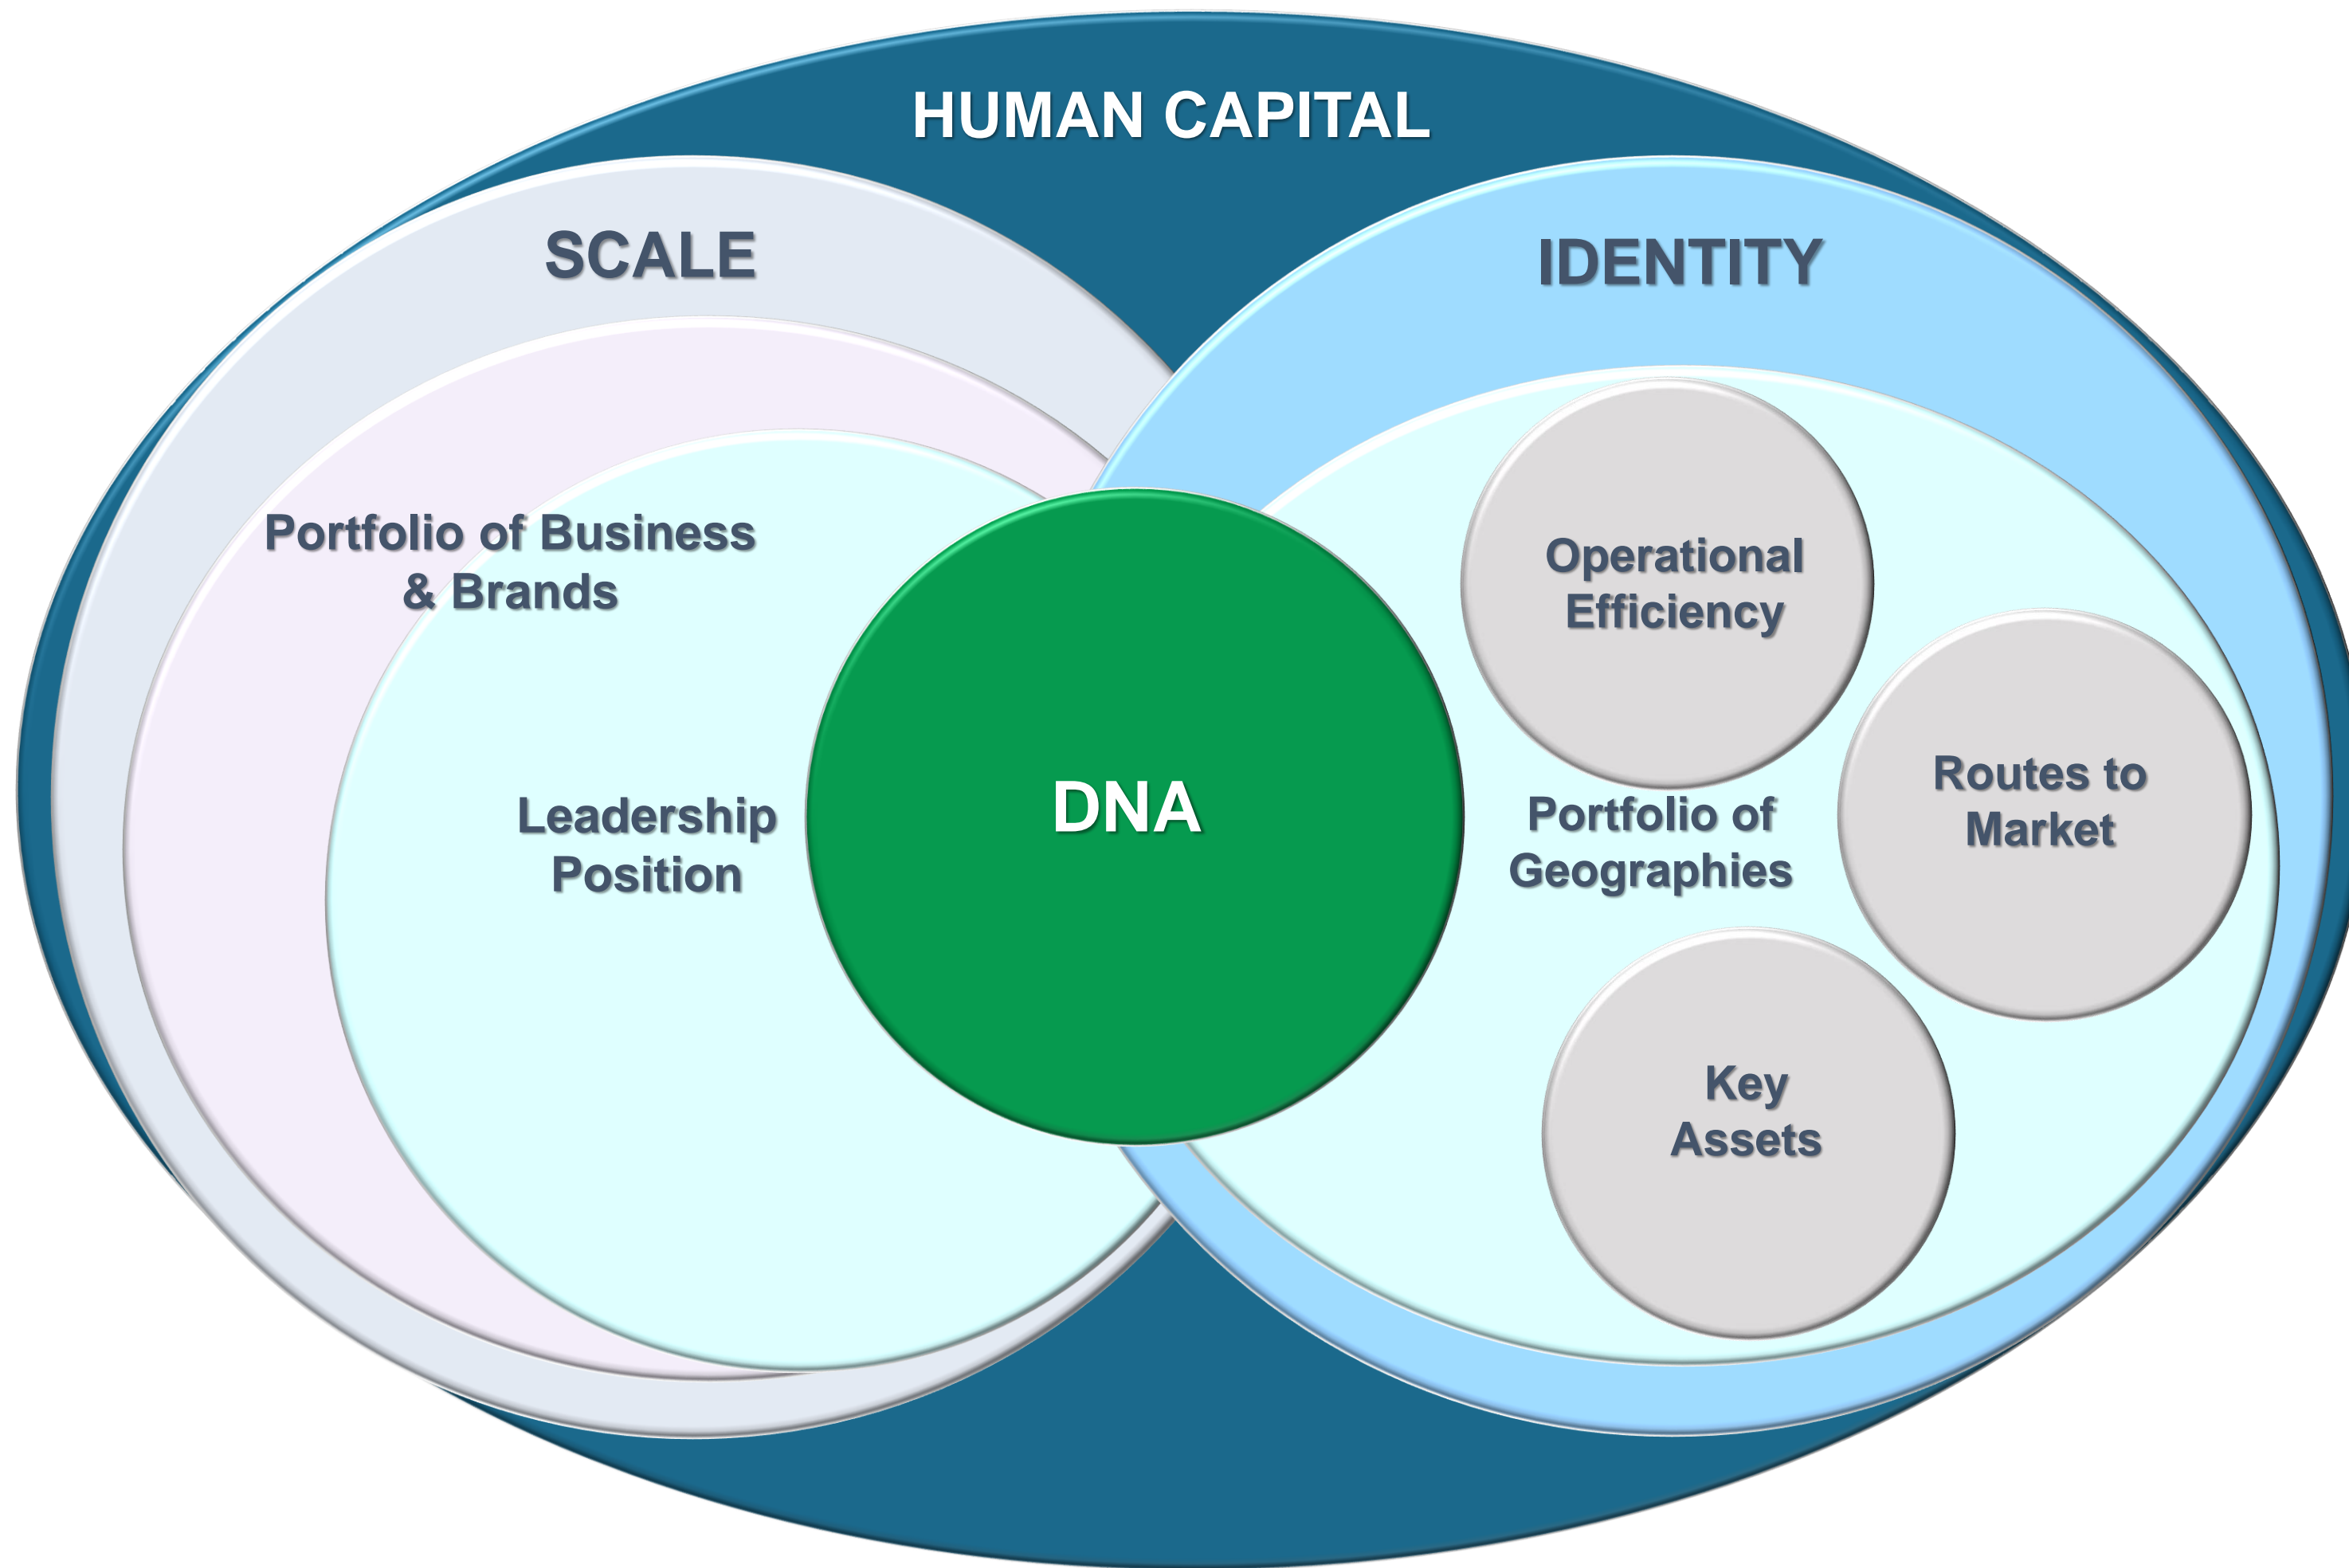 HUMAN CAPITAL
SCALE
IDENTITY
Portfolio of Business
& Brands
Leadership
Position
DNA
Operational
Efficiency
Routes to
Market
Portfolio of
Geographies
Key
Assets